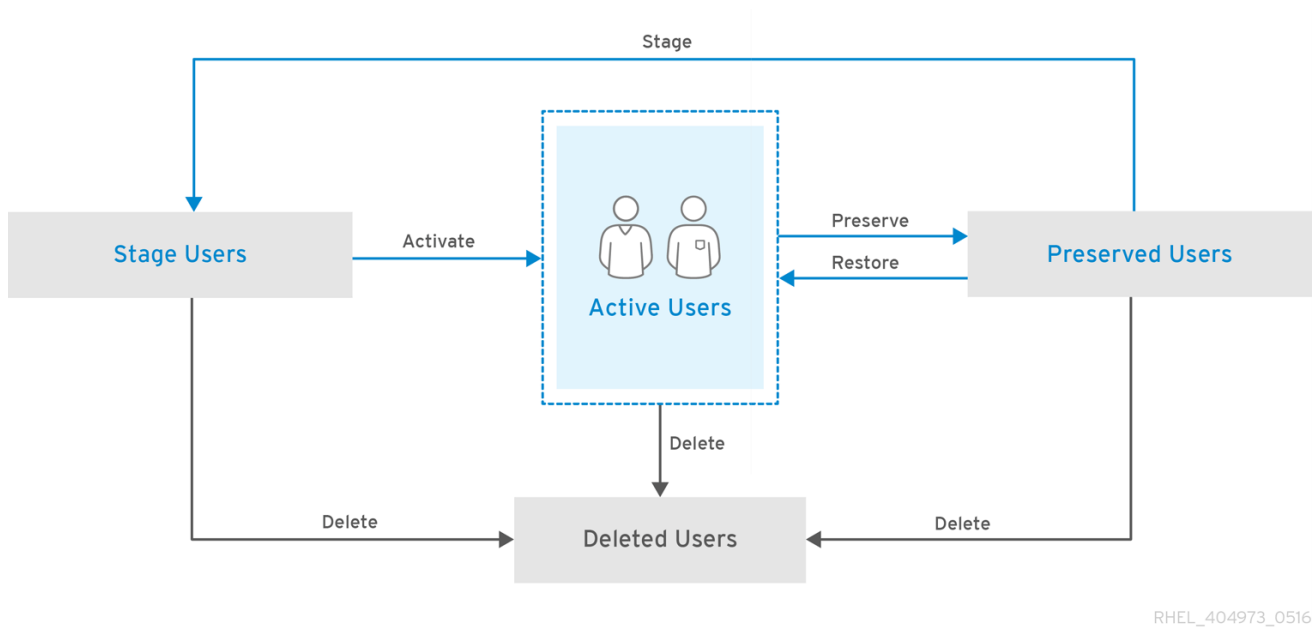 Stage
Activate
Preserve
Stage Users
Preserved Users
Restore
Active Users
Delete
Delete
Delete
Deleted Users
RHEL_404973_0516